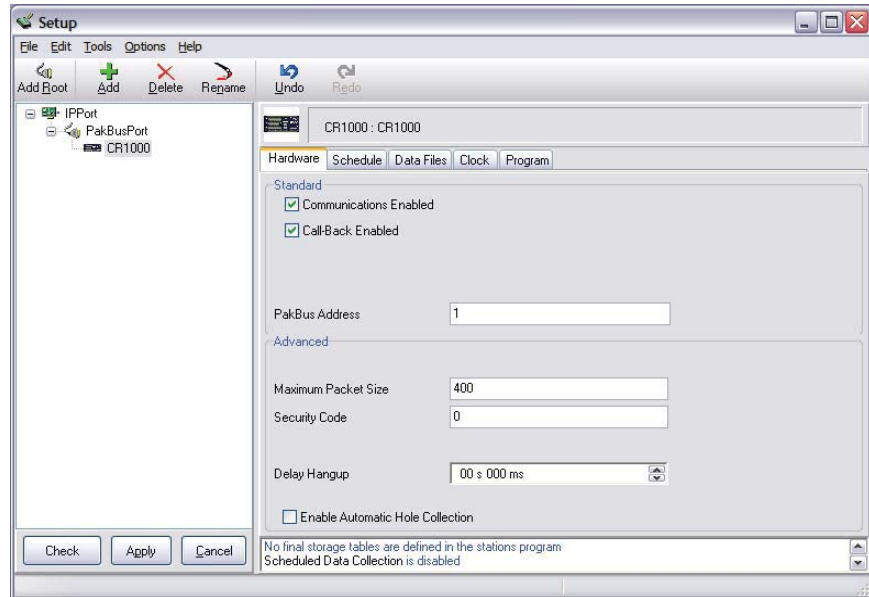 Setup
File Edit Tools Options Help
Add Root Add Delete Rename Undo Redo
IPPort
PakBusPort
CR1000
CR1000 : CR1000
Hardware Schedule Data Files Clock Program
Standard
Communications Enabled
Call-Back Enabled
PakBus Address 1
Advanced
Maximum Packet Size 400
Security Code 0
Delay Hangup 00 s 000 ms
Enable Automatic Hole Collection
Check Apply Cancel
No final storage tables are defined in the stations program
Scheduled Data Collection is disabled